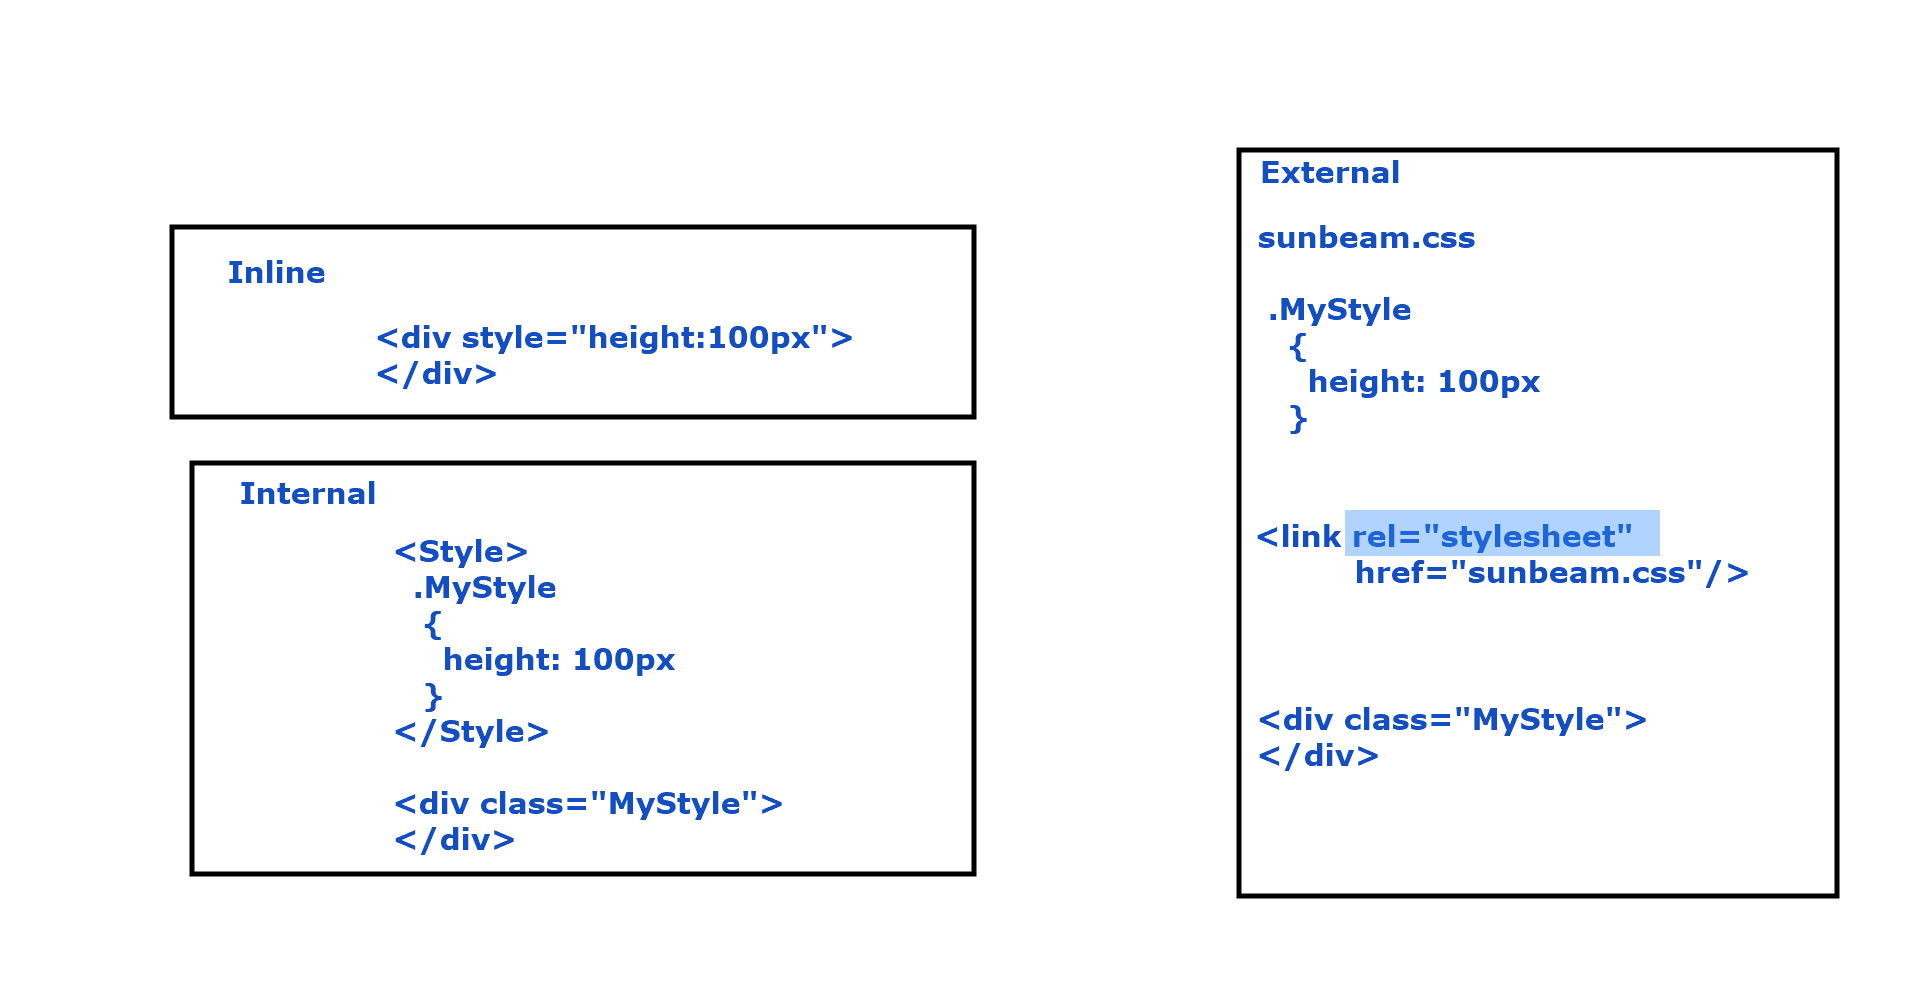 Inline
<div style="height:100px">
</div>
Internal
<Style>
.MyStyle
{
height: 100px
}
</Style>
<div class="MyStyle">
</div>
External
sunbeam.css
.MyStyle
{
height: 100px
}
<link rel="stylesheet"
href="sunbeam.css"/>
<div class="MyStyle">
</div>